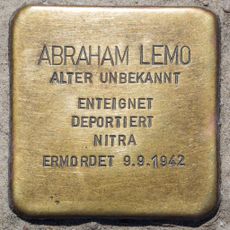 ABRAHAM LEMO
ALTER UNBEKANNT
ENTEIGNET
DEPORTIERT
NITRA
ERMORDET 9.9.1942